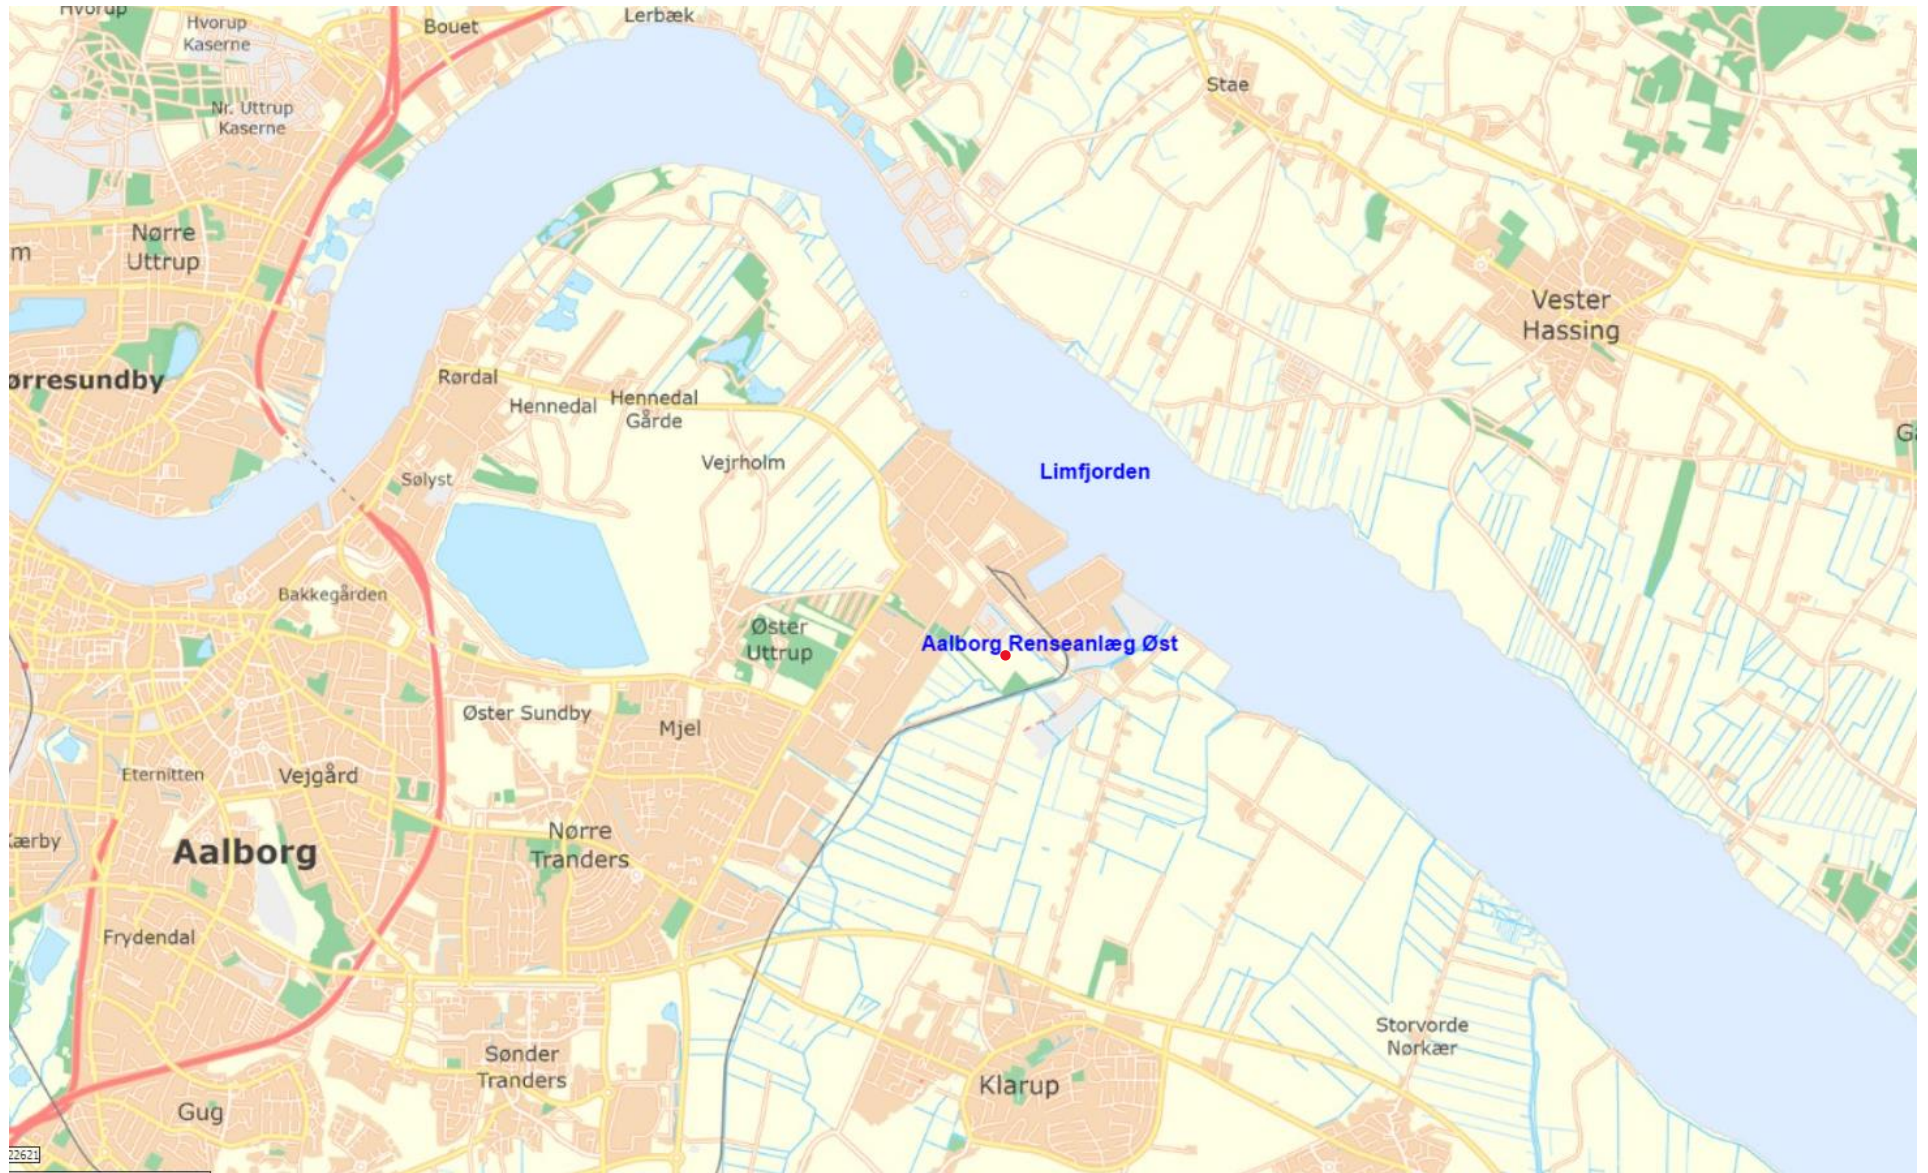 Hvorup
Hvorup
Kaserne
Bouet
Lerbæk
Stae
Nr. Uttrup
Kaserne
Nørre
Uttrup
m
Vester
Hassing
ørresundby
Rørdal
Hennedal
Hennedal
Gårde
Vejrholm
Sølyst
Limfjorden
Bakkegården
Øster
Uttrup
Aalborg Renseanlæg Øst
Øster Sundby
Mjel
Eternitten
Vejgård
Nørre
Tranders
ærby
Aalborg
Frydendal
Storvorde
Nørkær
Sønder
Tranders
Klarup
Gug
22621